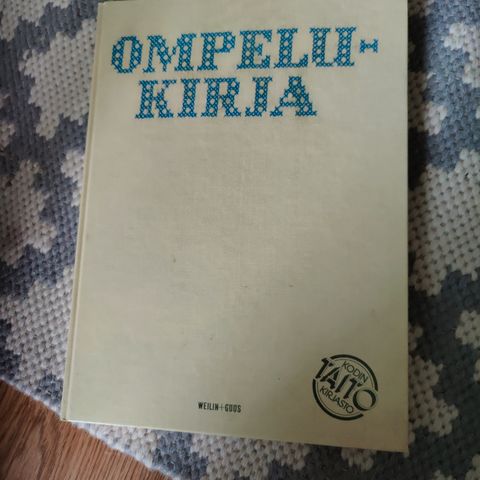 OMPELU-
KIRJA
KODIN
TAITO
KIRJASTO
WEILIN+GÖÖS